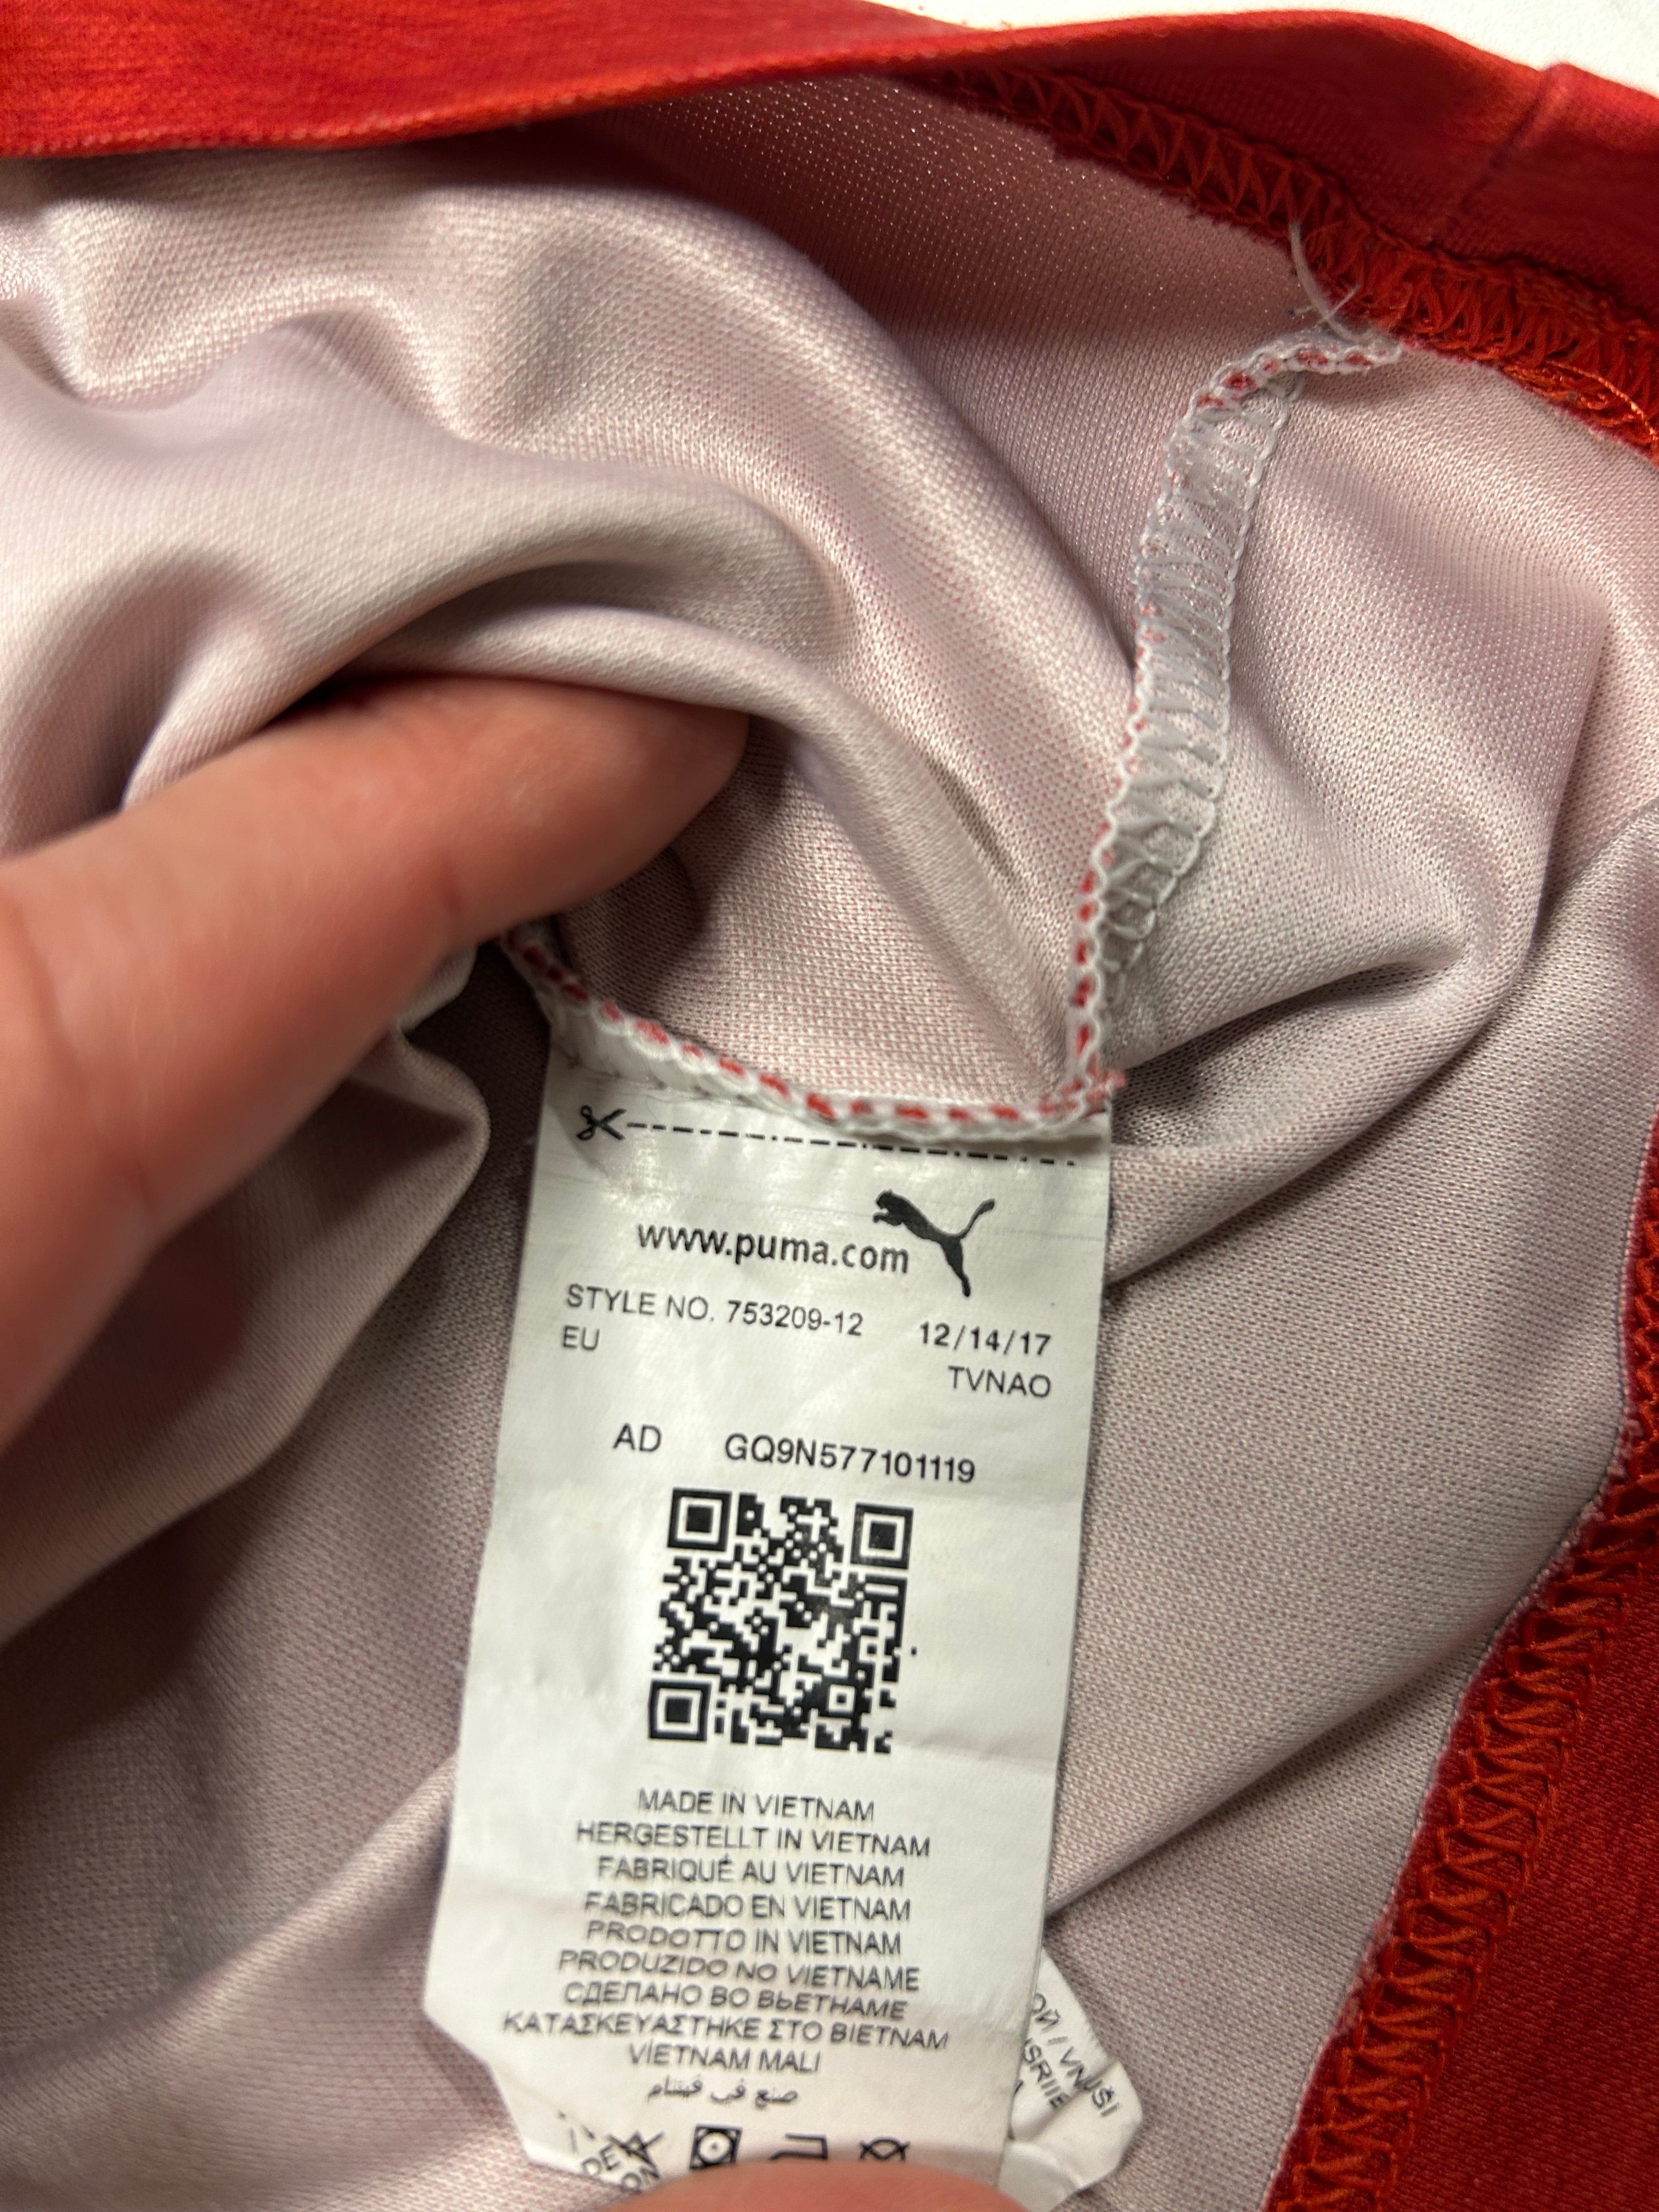 www.puma.com
STYLE NO. 753209-12 12/14/17
EU TVNAO
AD GQ9N577101119
MADE IN VIETNAM
HERGESTELLT IN VIETNAM
FABRIQUÉ AU VIETNAM
FABRICADO EN VIETNAM
PRODOTTO IN VIETNAM
PRODUZIDO NO VIETNAME
СДЕЛАНО ВО ВЬЕТНАМЕ
ΚΑΤΑΣΚΕΥΑΣΤΗΚΕ ΣΤΟ ΒΙΕΤΝΑΜ
VİETNAM MALI
صنع في فيتنام